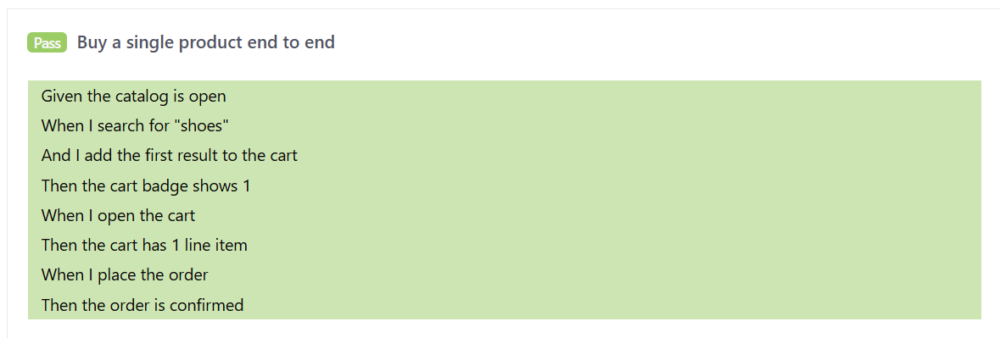 Pass Buy a single product end to end
Given the catalog is open
When I search for "shoes"
And I add the first result to the cart
Then the cart badge shows 1
When I open the cart
Then the cart has 1 line item
When I place the order
Then the order is confirmed